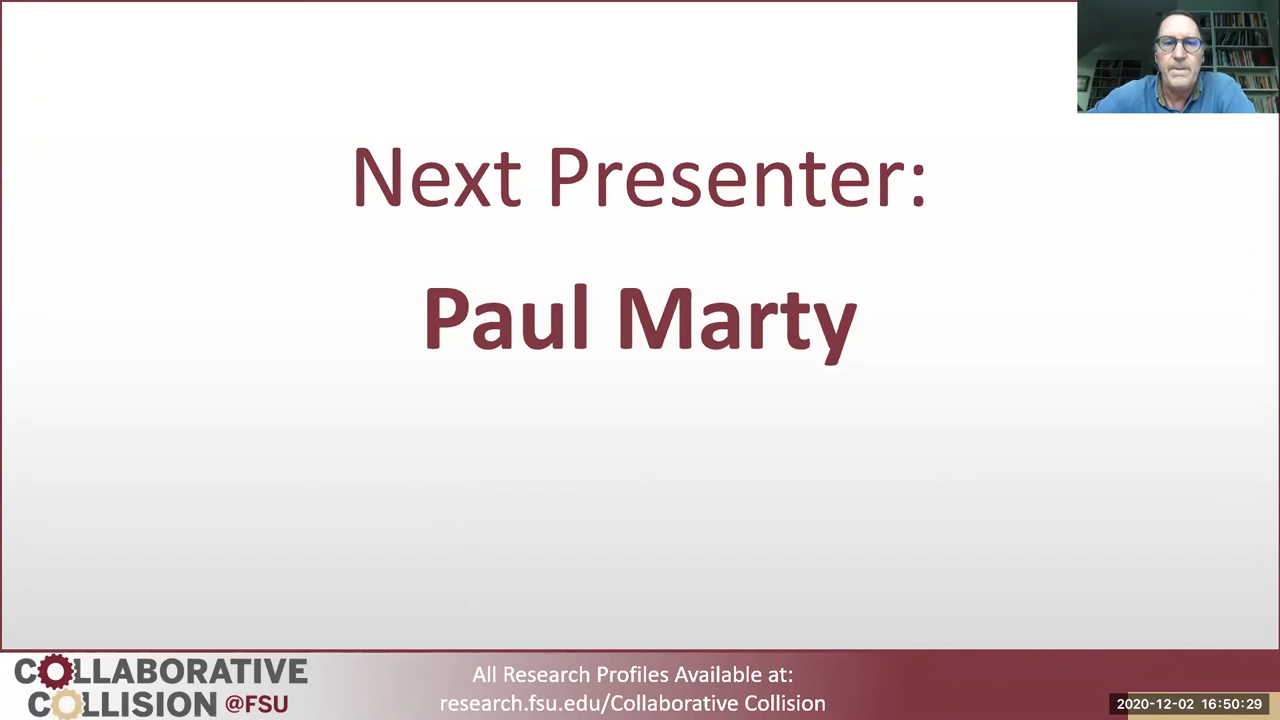 Next Presenter:
Paul Marty
COLLABORATIVE
COLLISION @FSU
All Research Profiles Available at:
research.fsu.edu/Collaborative Collision
2020-12-02 16:50:29